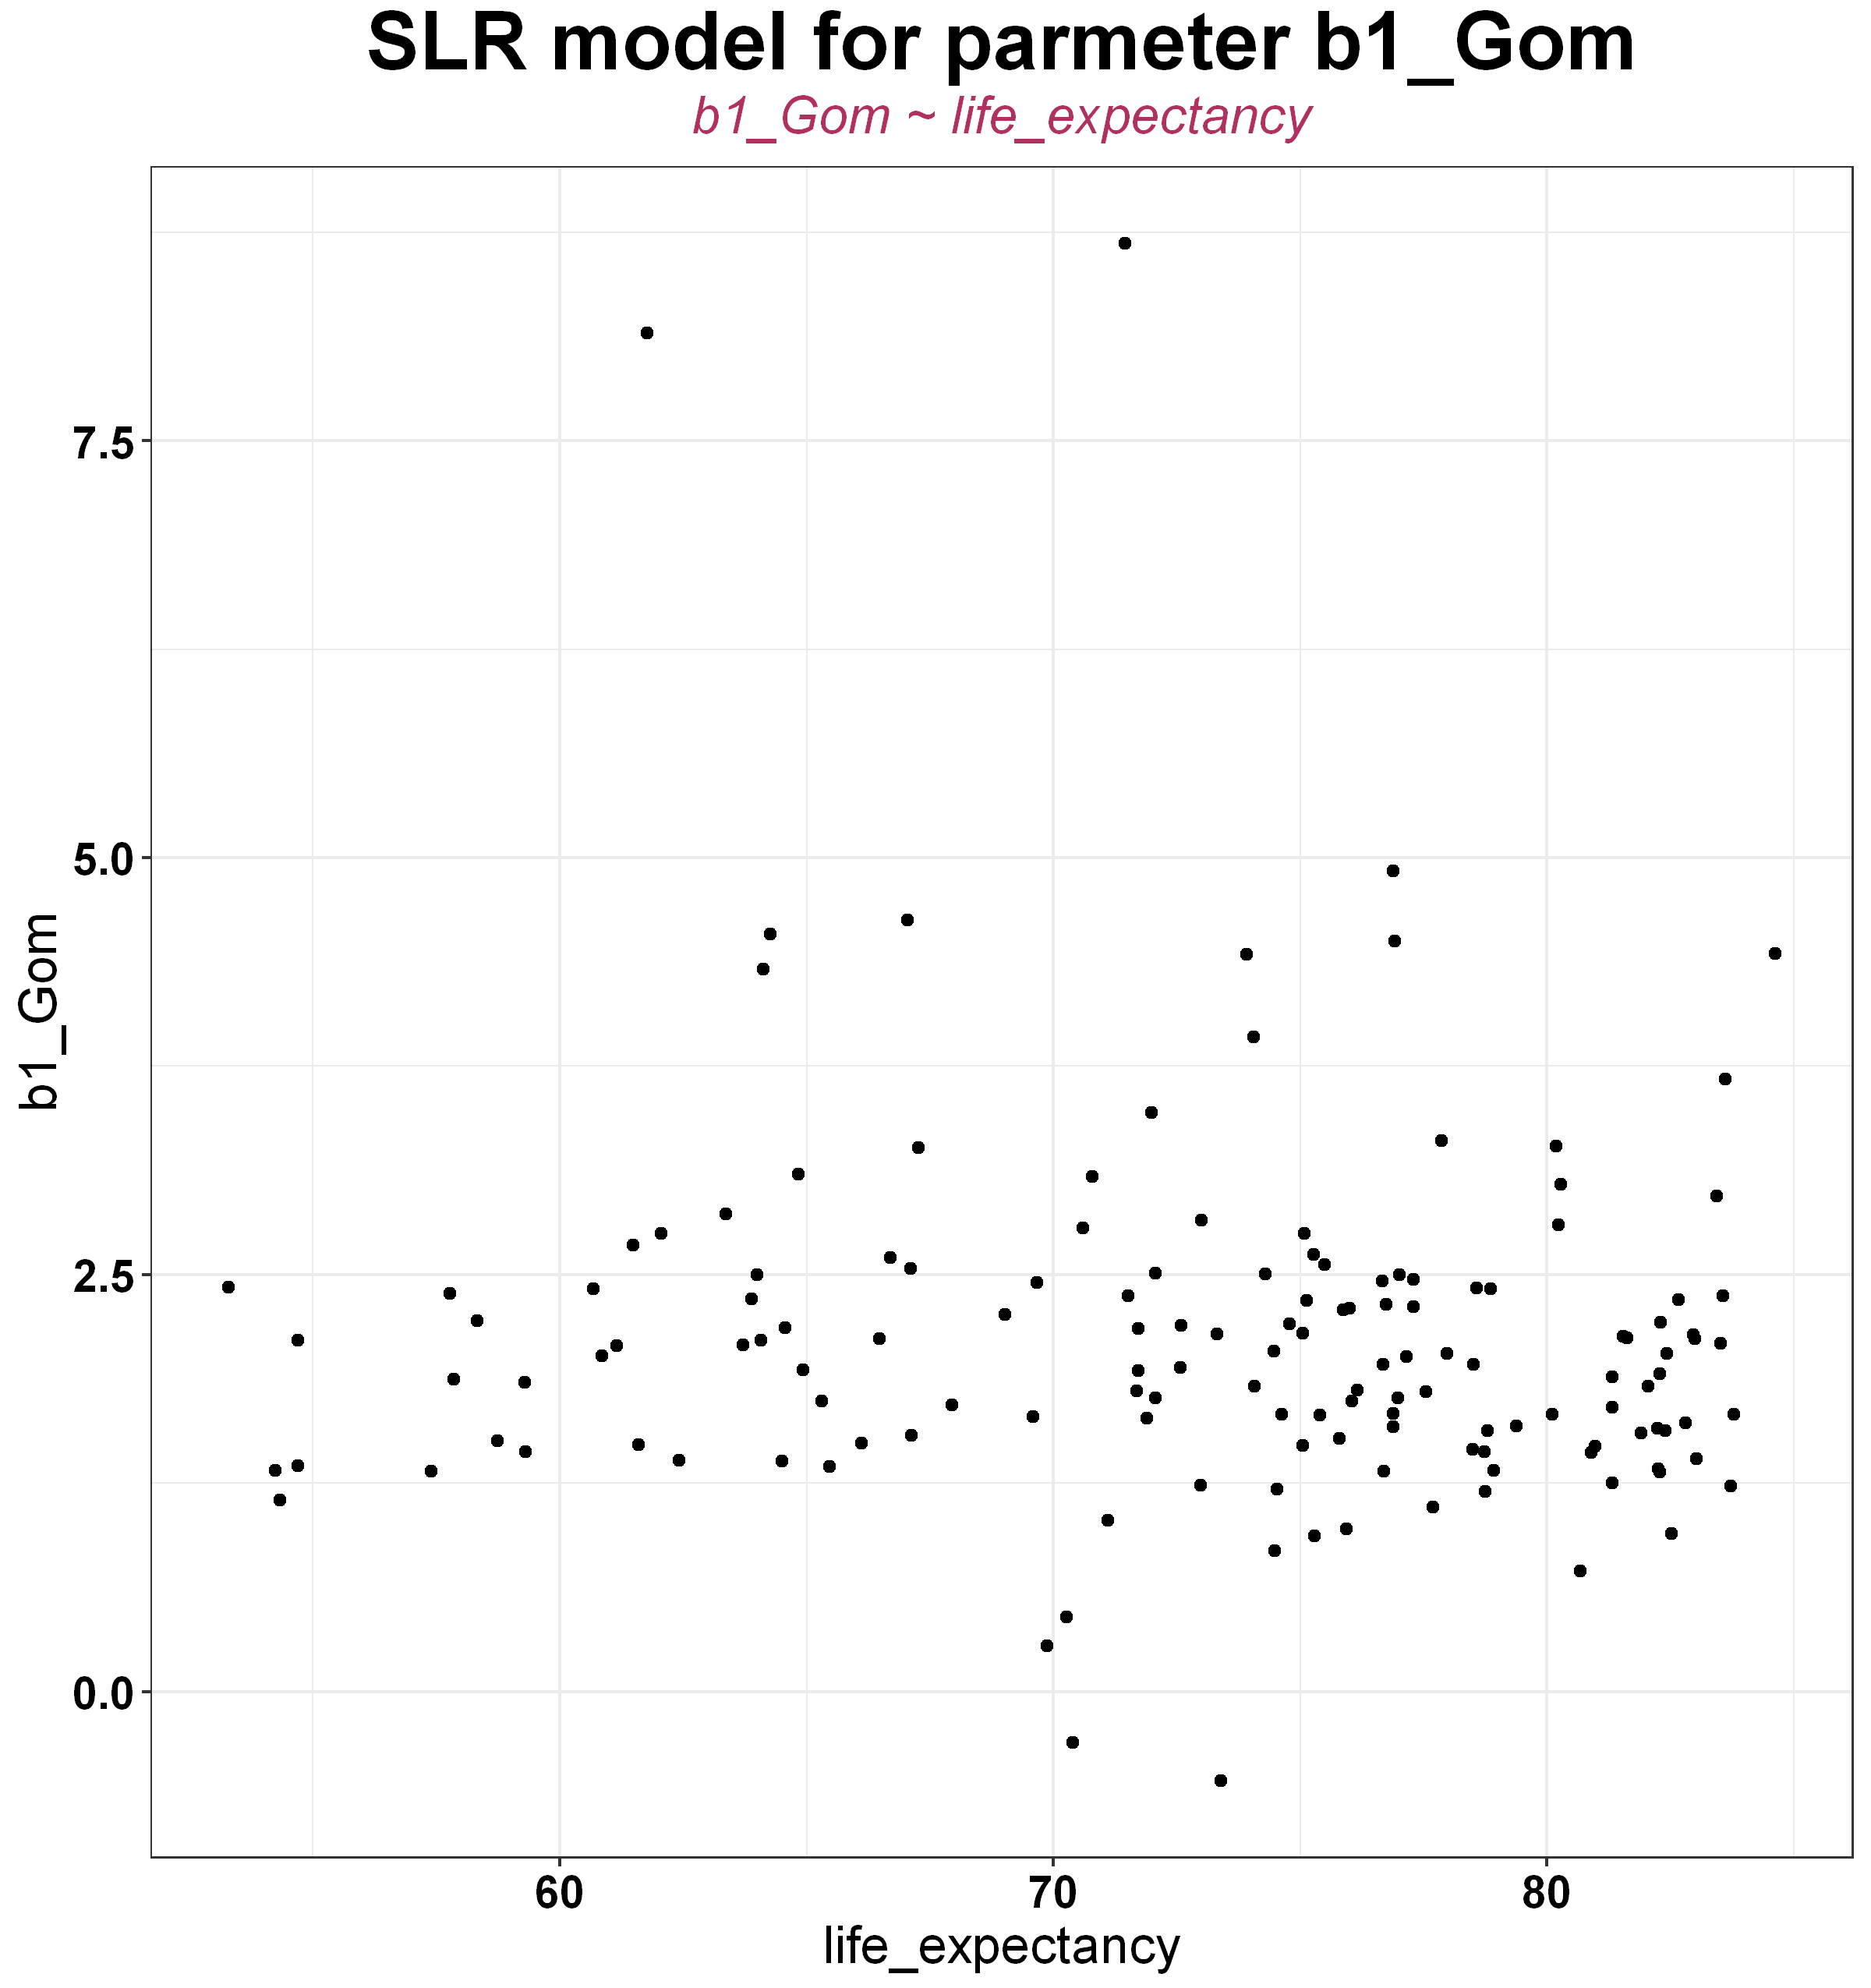 SLR model for parmeter b1_Gom
b1_Gom ~ life_expectancy
7.5
5.0
2.5
0.0
b1_Gom
60 70 80
life_expectancy